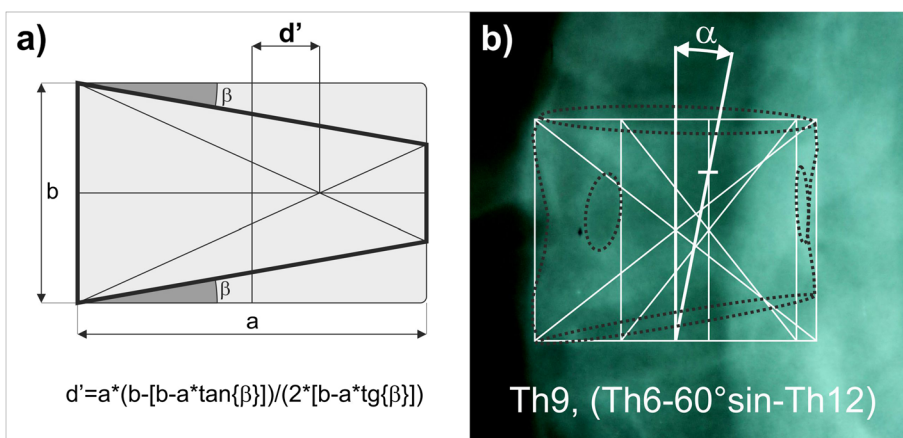 a)
d'
β
b
β
a
d'=a*(b-[b-a*tan{β}])/(2*[b-a*tg{β}])
b)
α
Th9, (Th6-60°sin-Th12)